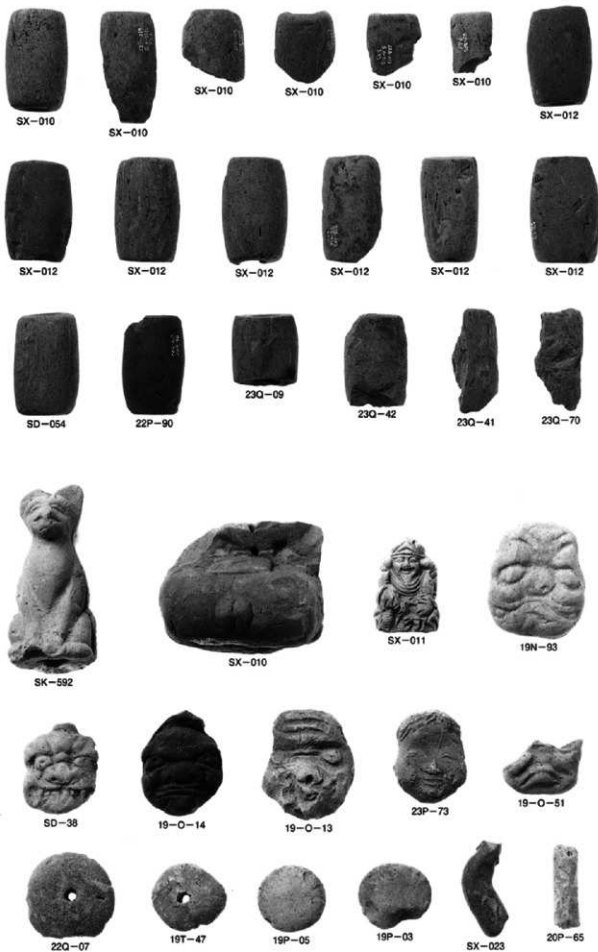 SX-010
SX-010
SX-010
SX-010
SX-010
SX-010
SX-012
SX-012
SX-012
SX-012
SX-012
SX-012
SX-012
SD-054
22P-90
23Q-09
23Q-42
23Q-41
23Q-70
SK-592
SX-010
SX-011
19N-93
SD-38
19-O-14
19-O-13
23P-73
19-O-51
22Q-07
19T-47
19P-05
19P-03
SX-023
20P-65